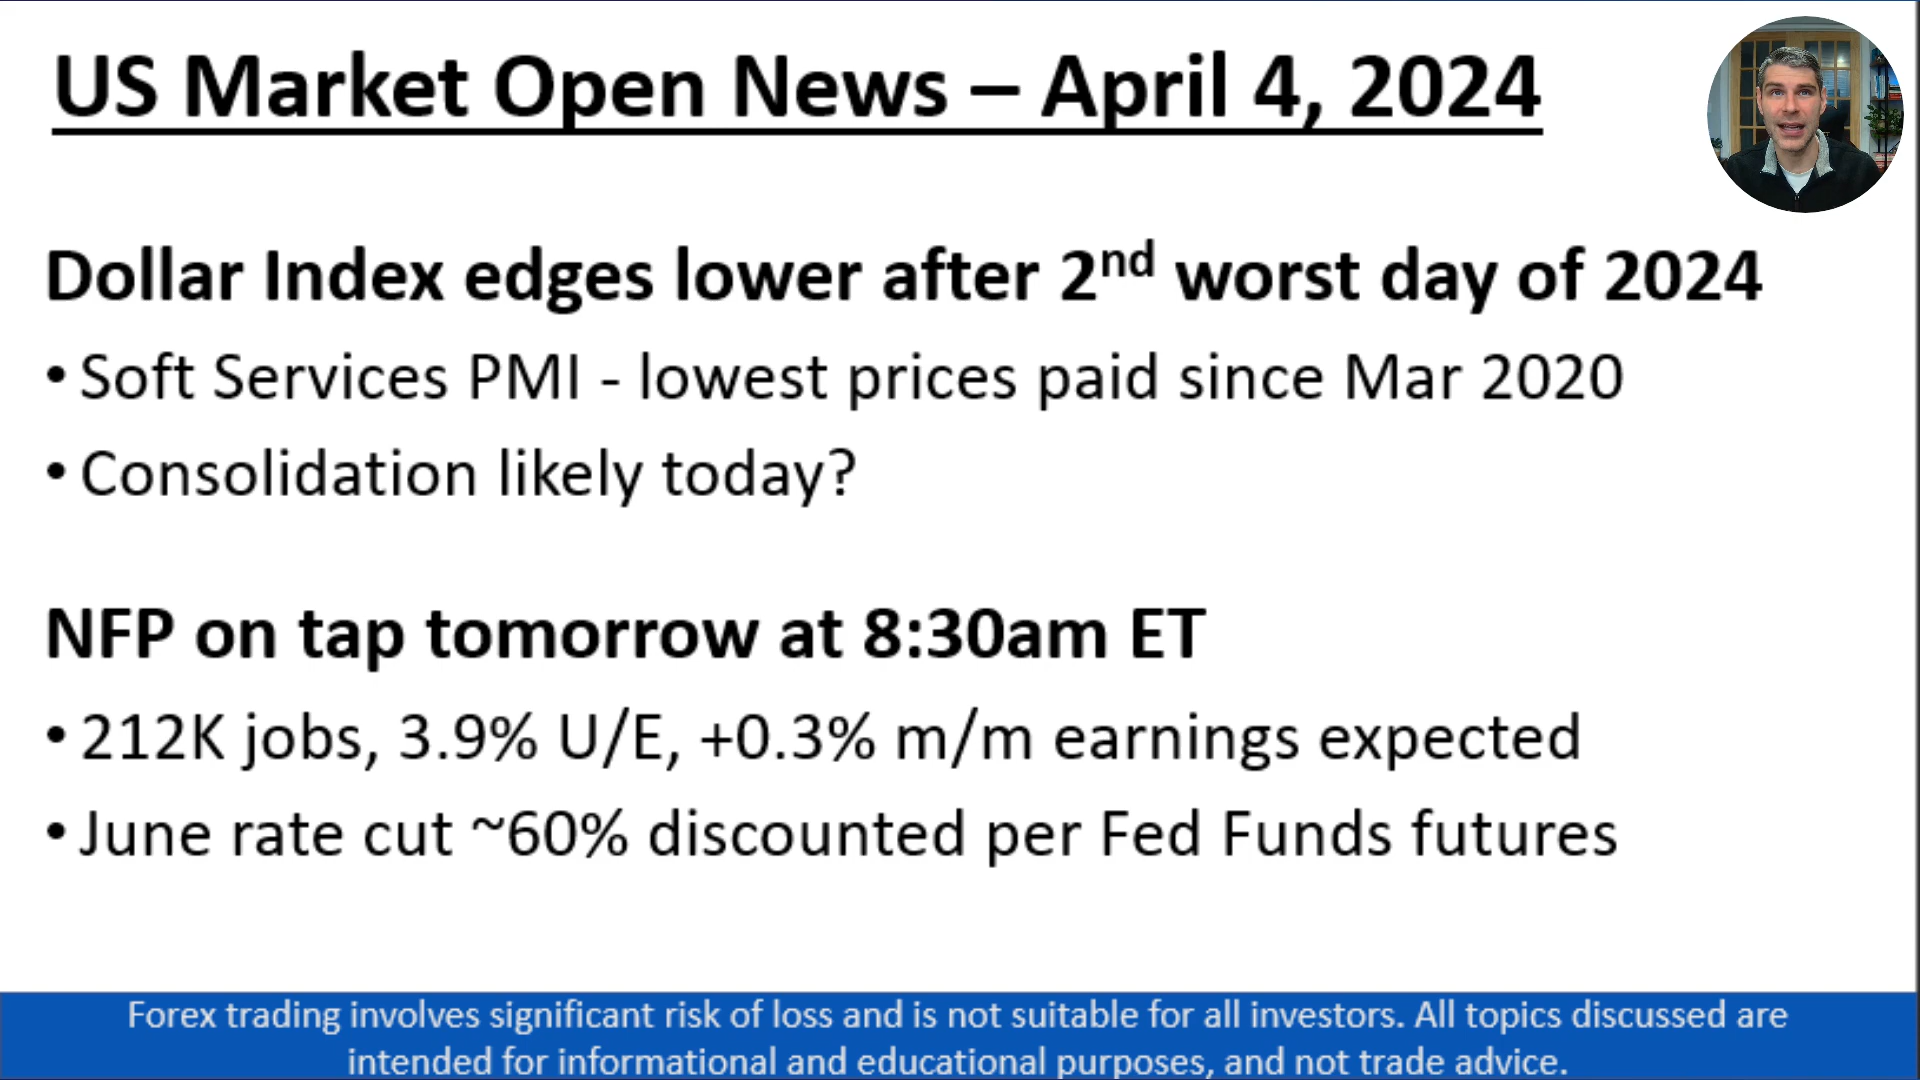 US Market Open News – April 4, 2024
Dollar Index edges lower after 2nd worst day of 2024
• Soft Services PMI - lowest prices paid since Mar 2020
• Consolidation likely today?
NFP on tap tomorrow at 8:30am ET
• 212K jobs, 3.9% U/E, +0.3% m/m earnings expected
• June rate cut ~60% discounted per Fed Funds futures
Forex trading involves significant risk of loss and is not suitable for all investors. All topics discussed are
intended for informational and educational purposes, and not trade advice.